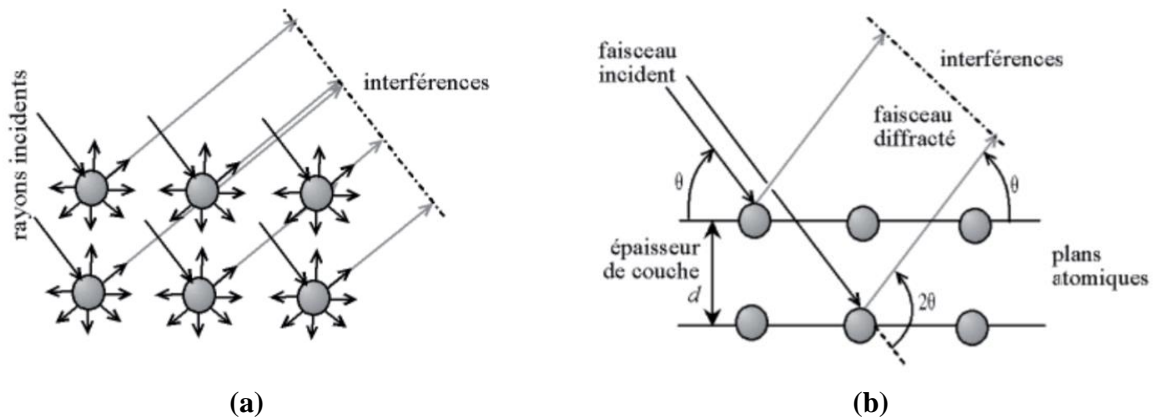 rayons incidents
interférences
(a)
faisceau
incident
interférences
faisceau
diffracté
θ
θ
épaisseur
de couche
d
plans
atomiques
2θ
(b)